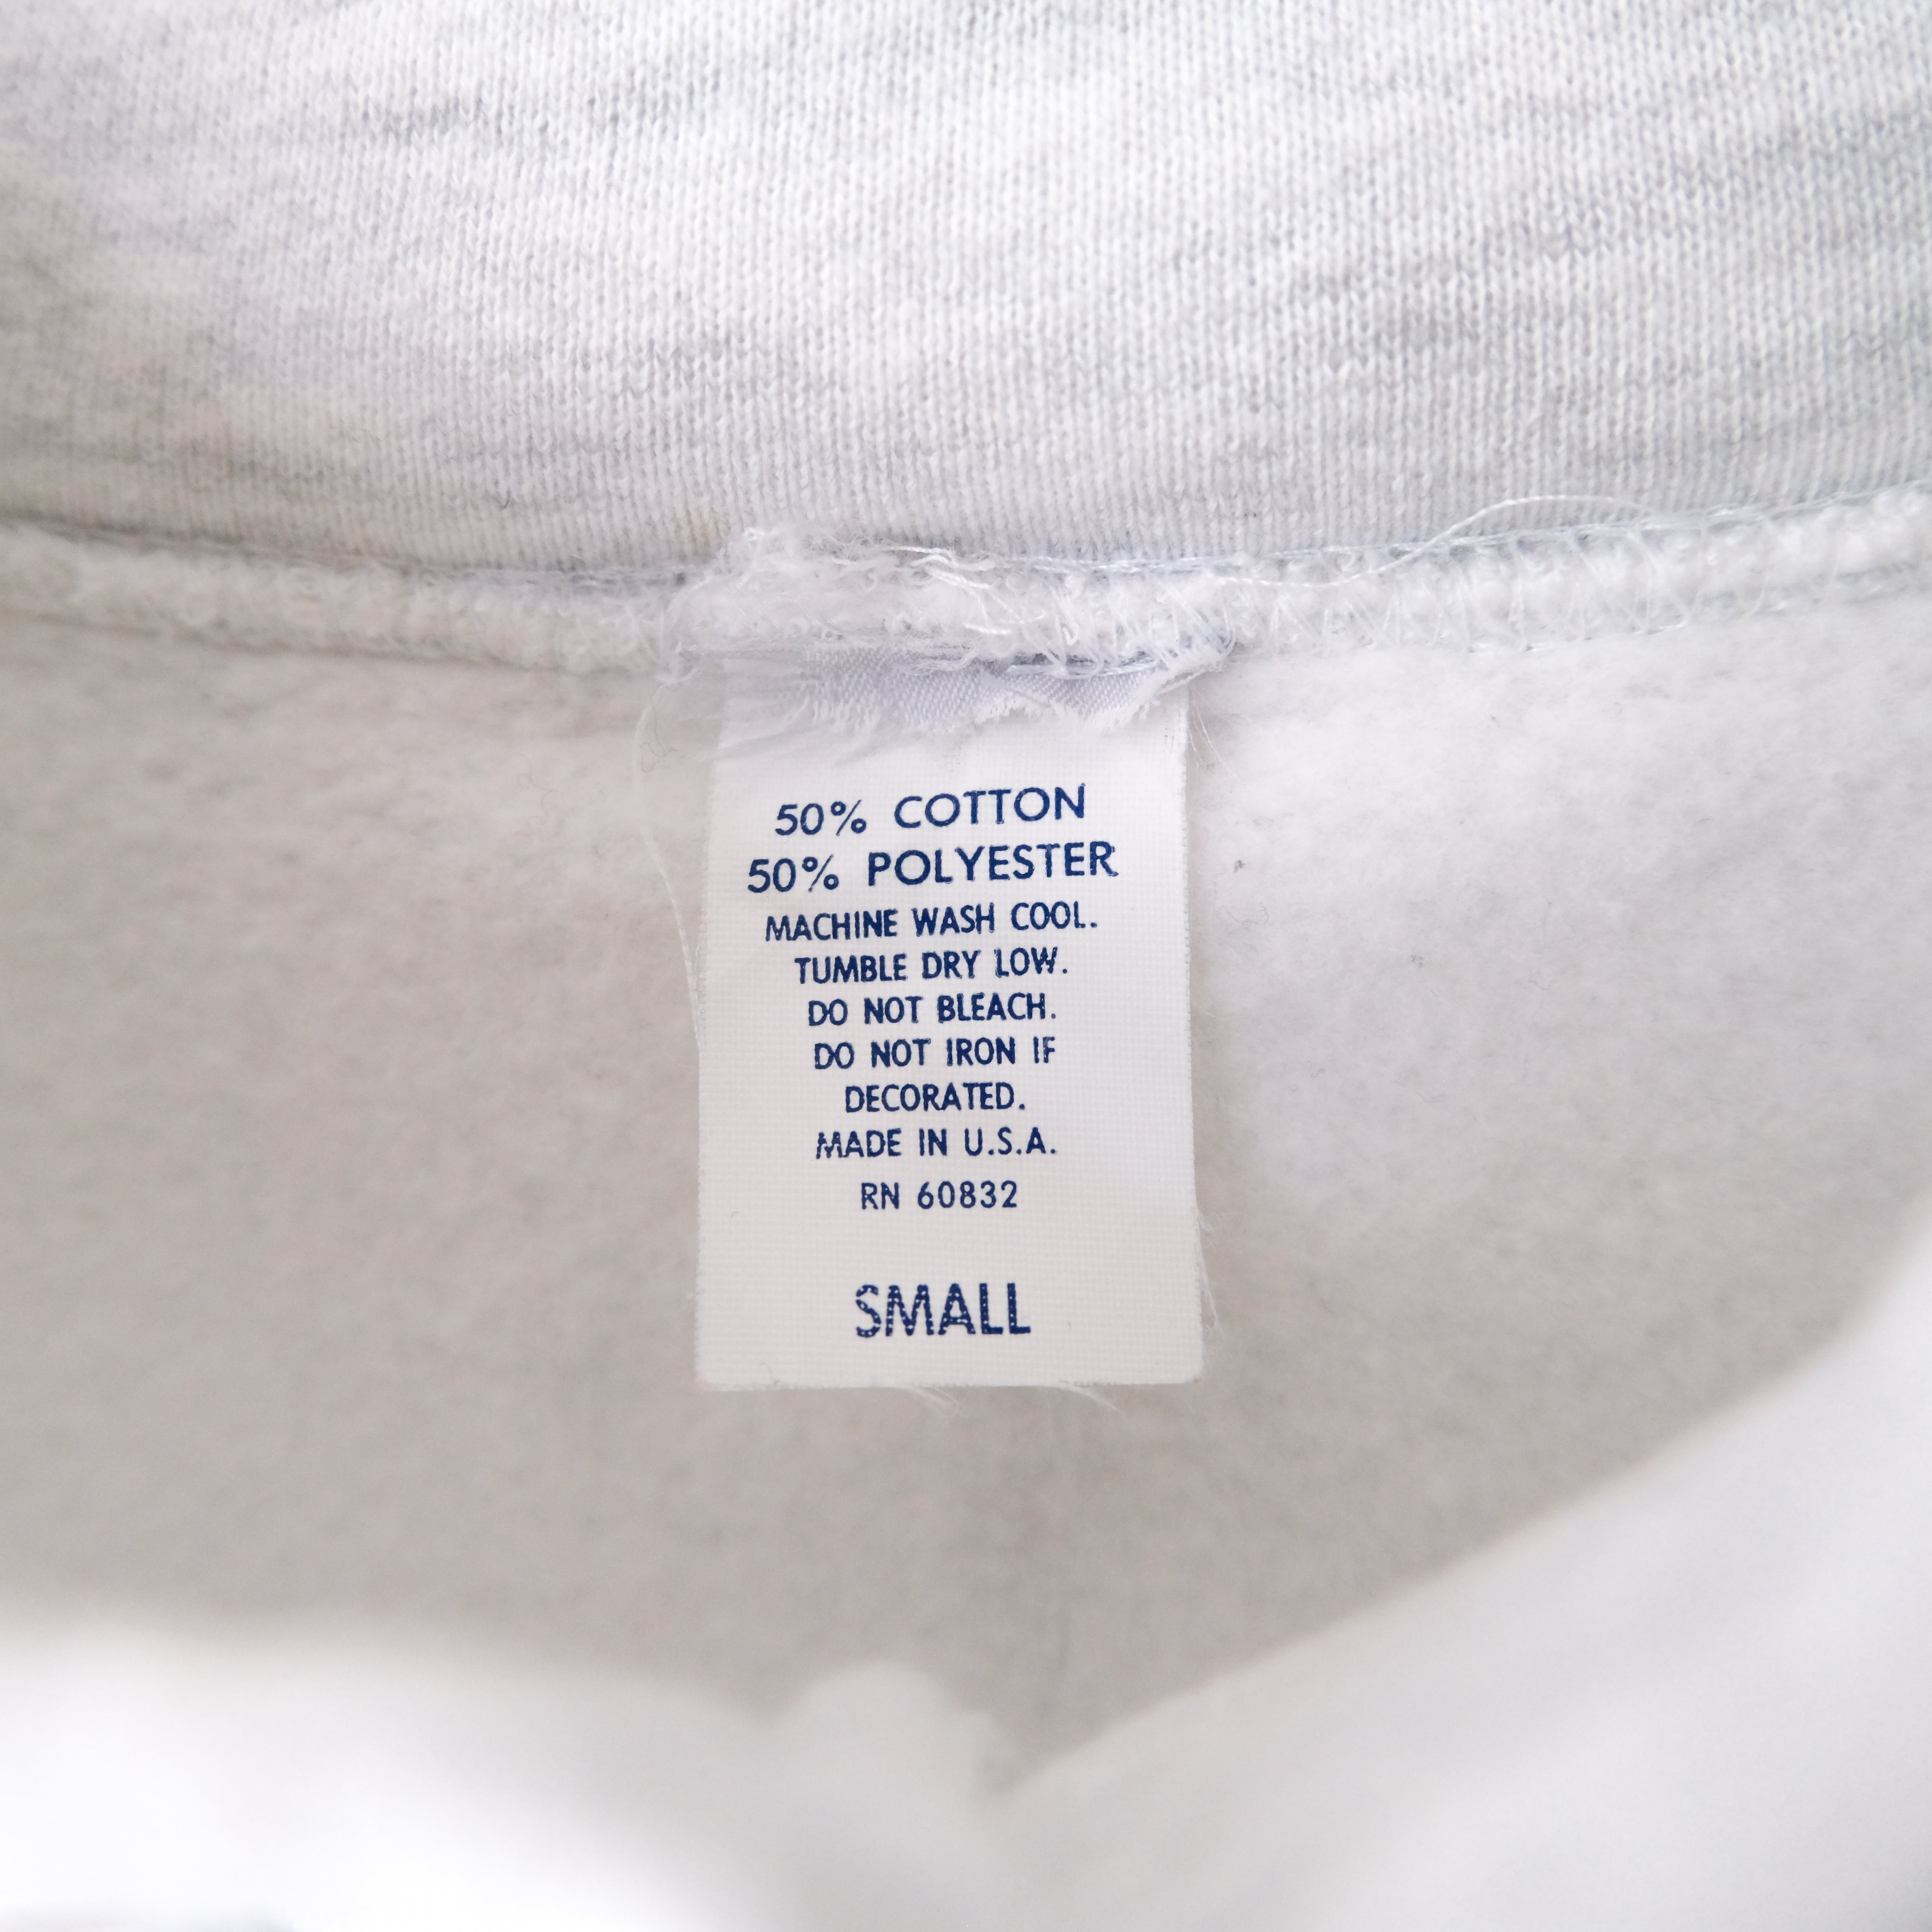 50% COTTON
50% POLYESTER
MACHINE WASH COOL.
TUMBLE DRY LOW.
DO NOT BLEACH.
DO NOT IRON IF
DECORATED.
MADE IN U.S.A.
RN 60832
SMALL